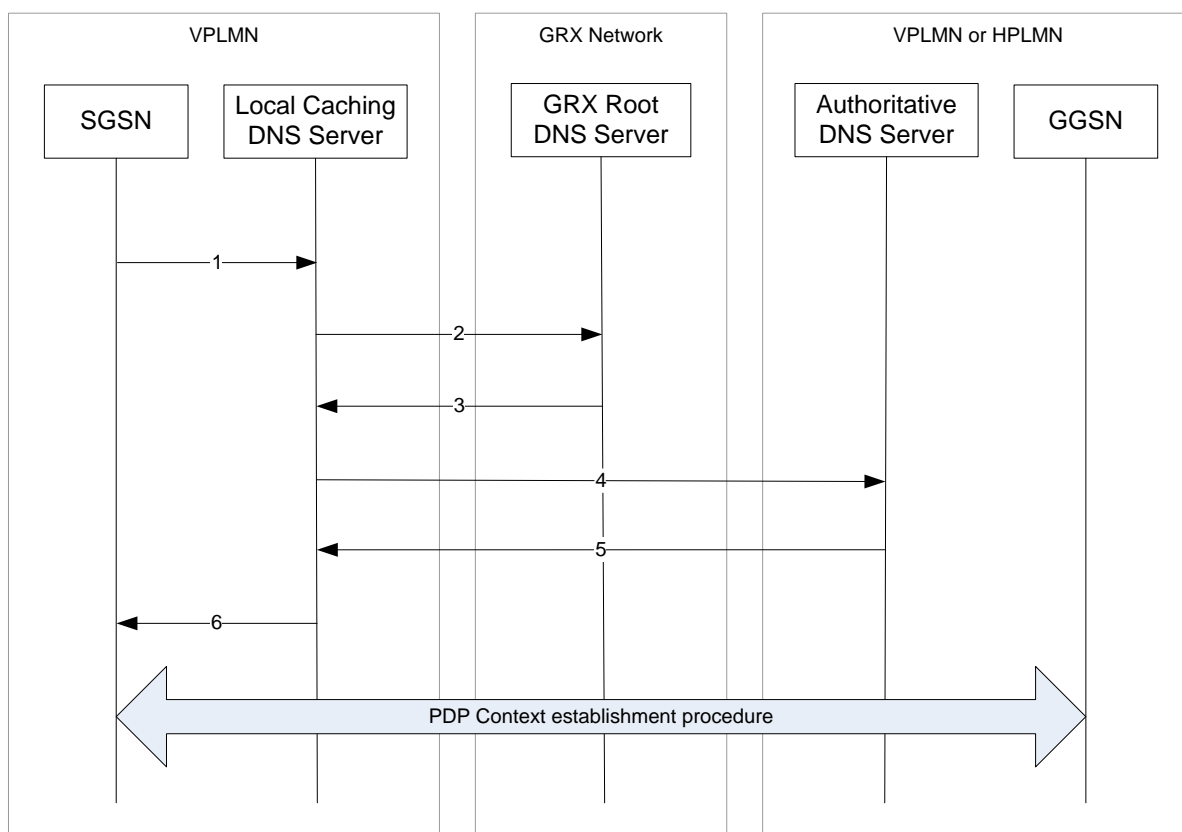 VPLMN
GRX Network
VPLMN or HPLMN
SGSN
Local Caching
DNS Server
GRX Root
DNS Server
Authoritative
DNS Server
GGSN
1
2
3
4
5
6
PDP Context establishment procedure